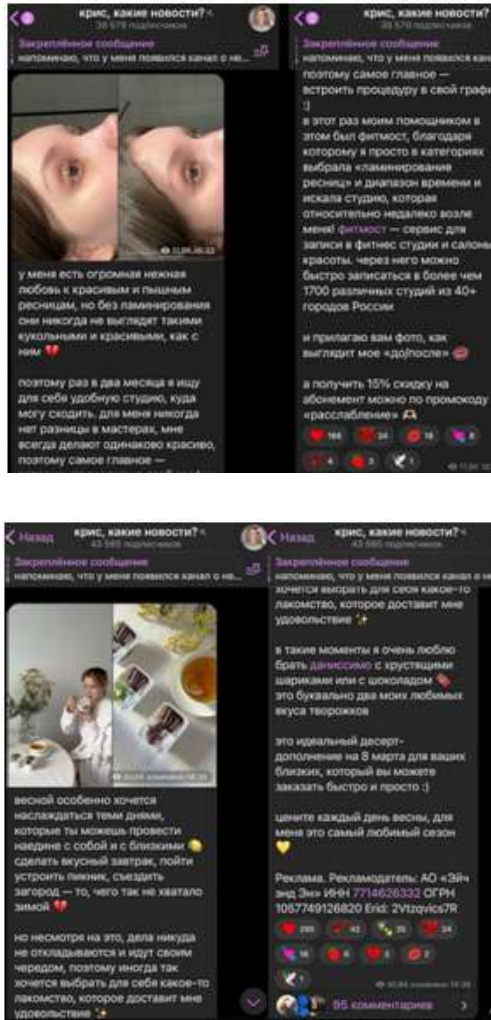 крис, какие новости?
38 579 подписчиков
Закреплённое сообщение
напоминаю, что у меня появился канал о не...
у меня есть огромная нежная
любовь к красивым и пышным
ресницам, но без ламинирования
они никогда не выглядят такими
кукольными и красивыми, как с
ним 💔
поэтому раз в два месяца я ищу
для себя удобную студию, куда
могу сходить. для меня никогда
нет разницы в мастерах, мне
всегда делают одинаково красиво,
поэтому самое главное —
крис, какие новости?
38 579 подписчиков
Закреплённое сообщение
напоминаю, что у меня появился кана
поэтому самое главное —
встроить процедуру в свой графи
:)
в этот раз моим помощником в
этом был фитмост, благодаря
которому я просто в категориях
выбрала «ламинирование
ресниц» и диапазон времени и
искала студию, которая
относительно недалеко возле
меня! фитмост — сервис для
записи в фитнес студии и салоны
красоты. через него можно
быстро записаться в более чем
1700 различных студий из 40+
городов России
и прилагаю вам фото, как
выглядит мое «до/после» 💋
а получить 15% скидку на
абонемент можно по промокоду
«расслабление» 🫶🏻
Назад
крис, какие новости?
43 565 подписчиков
Закреплённое сообщение
напоминаю, что у меня появился канал о не...
весной особенно хочется
наслаждаться теми днями,
которые ты можешь провести
наедине с собой и с близкими 🍋
сделать вкусный завтрак, пойти
устроить пикник, съездить
загород — то, чего так не хватало
зимой 💔
но несмотря на это, дела никуда
не откладываются и идут своим
чередом, поэтому иногда так
хочется выбрать для себя какое-то
лакомство, которое доставит мне
удовольствие ✨
Назад
крис, какие новости?
43 565 подписчиков
Закреплённое сообщение
напоминаю, что у меня появился канал о не
хочется выбрать для себя какое-то
лакомство, которое доставит мне
удовольствие ✨
в такие моменты я очень люблю
брать даниссимо с хрустящими
шариками или с шоколадом 🍫
это буквально два моих любимых
вкуса творожков
это идеальный десерт-
дополнение на 8 марта для ваших
близких, который вы можете
заказать быстро и просто :)
цените каждый день весны, для
меня это самый любимый сезон
💛
Реклама. Рекламодатель: АО «Эйч
энд Эн» ИНН 7714626332 ОГРН
1057749126820 Erid: 2Vtzqvics7R
95 комментариев